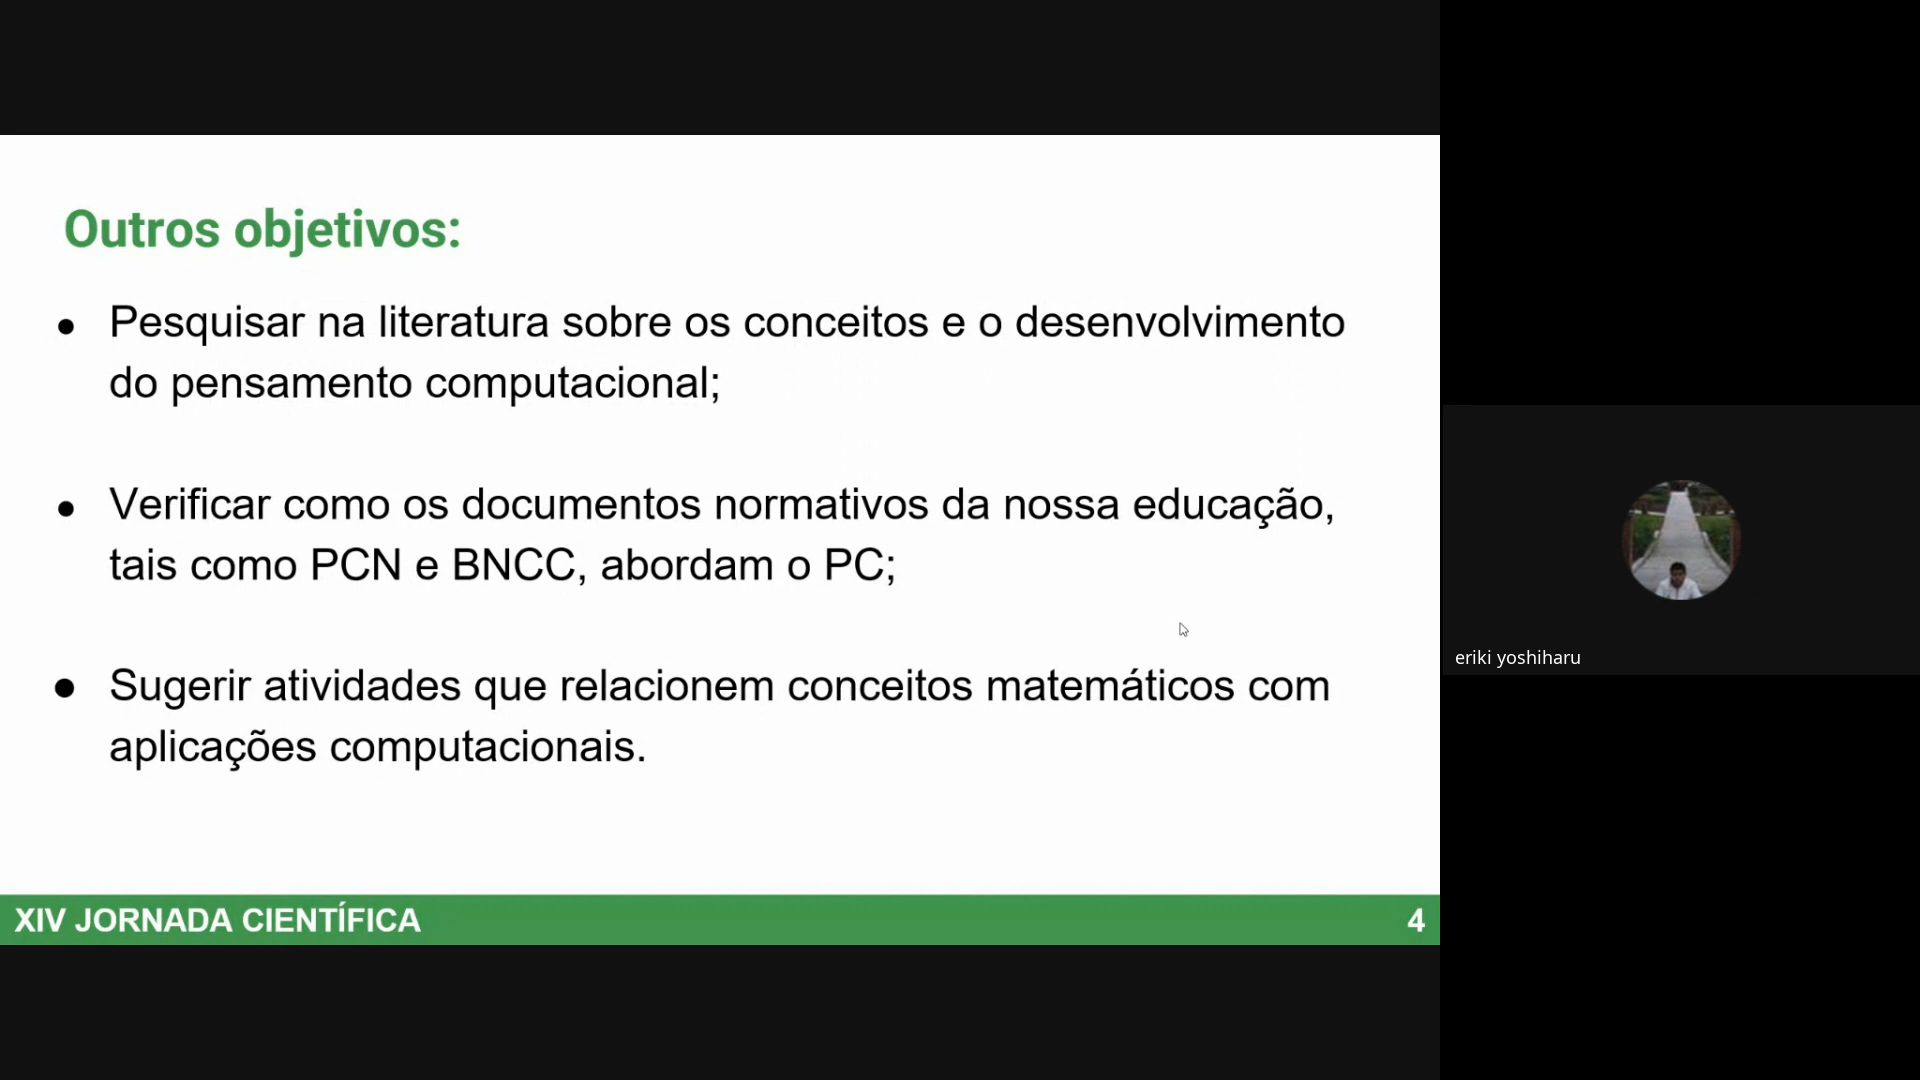 Outros objetivos:
● Pesquisar na literatura sobre os conceitos e o desenvolvimento
do pensamento computacional;
● Verificar como os documentos normativos da nossa educação,
tais como PCN e BNCC, abordam o PC;
● Sugerir atividades que relacionem conceitos matemáticos com
aplicações computacionais.
XIV JORNADA CIENTÍFICA
4
eriki yoshiharu